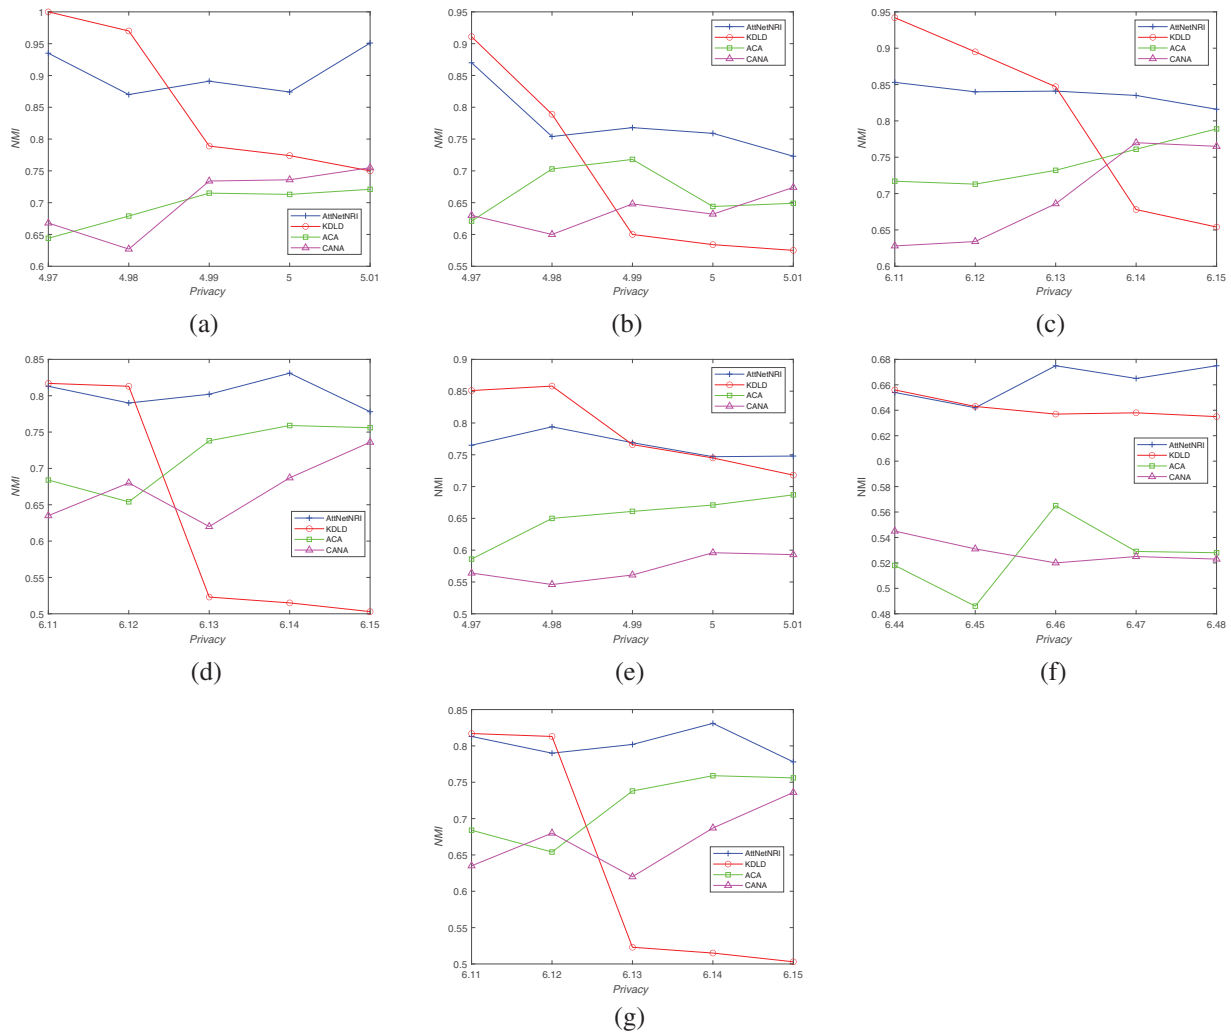 1
0.95
0.9
0.85
0.8
0.75
0.7
0.65
0.6
NMI
4.97 4.98 4.99 5 5.01
Privacy
AttNetNRI
KDLD
ACA
CANA
(a)
0.95
0.9
0.85
0.8
0.75
0.7
0.65
0.6
0.55
NMI
4.97 4.98 4.99 5 5.01
Privacy
AttNetNRI
KDLD
ACA
CANA
(b)
0.95
0.9
0.85
0.8
0.75
0.7
0.65
0.6
NMI
6.11 6.12 6.13 6.14 6.15
Privacy
AttNetNRI
KDLD
ACA
CANA
(c)
0.85
0.8
0.75
0.7
0.65
0.6
0.55
0.5
NMI
6.11 6.12 6.13 6.14 6.15
Privacy
AttNetNRI
KDLD
ACA
CANA
(d)
0.9
0.85
0.8
0.75
0.7
0.65
0.6
0.55
0.5
NMI
4.97 4.98 4.99 5 5.01
Privacy
AttNetNRI
KDLD
ACA
CANA
(e)
0.68
0.66
0.64
0.62
0.6
0.58
0.56
0.54
0.52
0.5
0.48
NMI
6.44 6.45 6.46 6.47 6.48
Privacy
AttNetNRI
KDLD
ACA
CANA
(f)
0.85
0.8
0.75
0.7
0.65
0.6
0.55
0.5
NMI
6.11 6.12 6.13 6.14 6.15
Privacy
AttNetNRI
KDLD
ACA
CANA
(g)